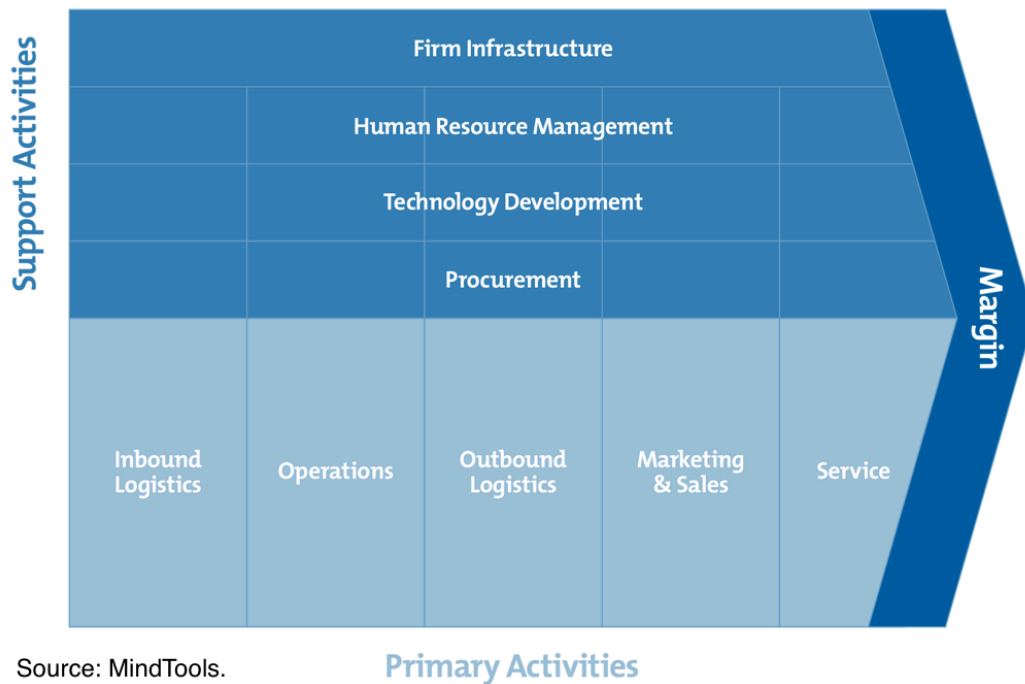 Support Activities
Firm Infrastructure
Human Resource Management
Technology Development
Procurement
Margin
Inbound
Logistics
Operations
Outbound
Logistics
Marketing
& Sales
Service
Source: MindTools.
Primary Activities